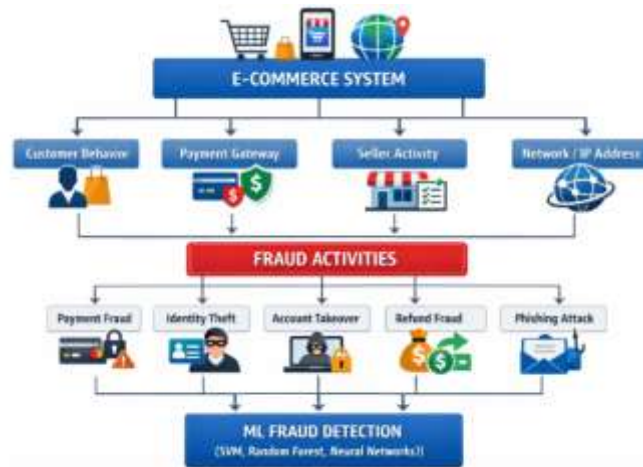 E-COMMERCE SYSTEM
Customer Behavior
Payment Gateway
Seller Activity
Network / IP Address
FRAUD ACTIVITIES
Payment Fraud
Identity Theft
Account Takeover
Refund Fraud
Phishing Attack
ML FRAUD DETECTION
(SVM, Random Forest, Neural Networks?))